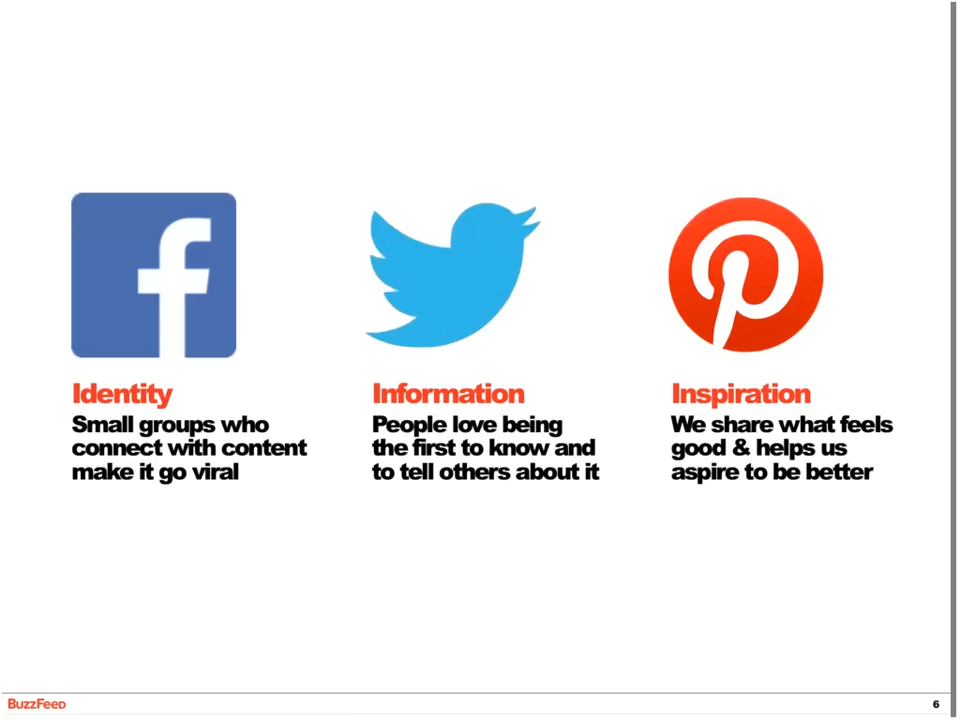 Identity
Small groups who
connect with content
make it go viral
Information
People love being
the first to know and
to tell others about it
Inspiration
We share what feels
good & helps us
aspire to be better
BuzzFeed
6